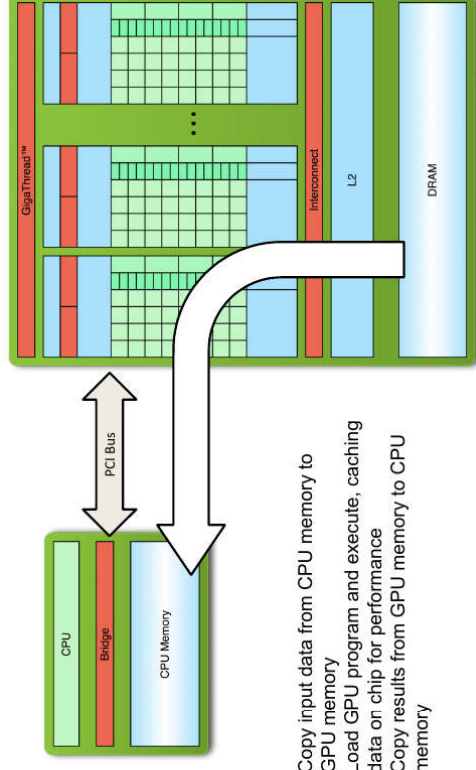 GigaThread™
Interconnect
L2
DRAM
PCI Bus
CPU
Bridge
CPU Memory
Copy input data from CPU memory to
GPU memory
Load GPU program and execute, caching
data on chip for performance
Copy results from GPU memory to CPU
memory